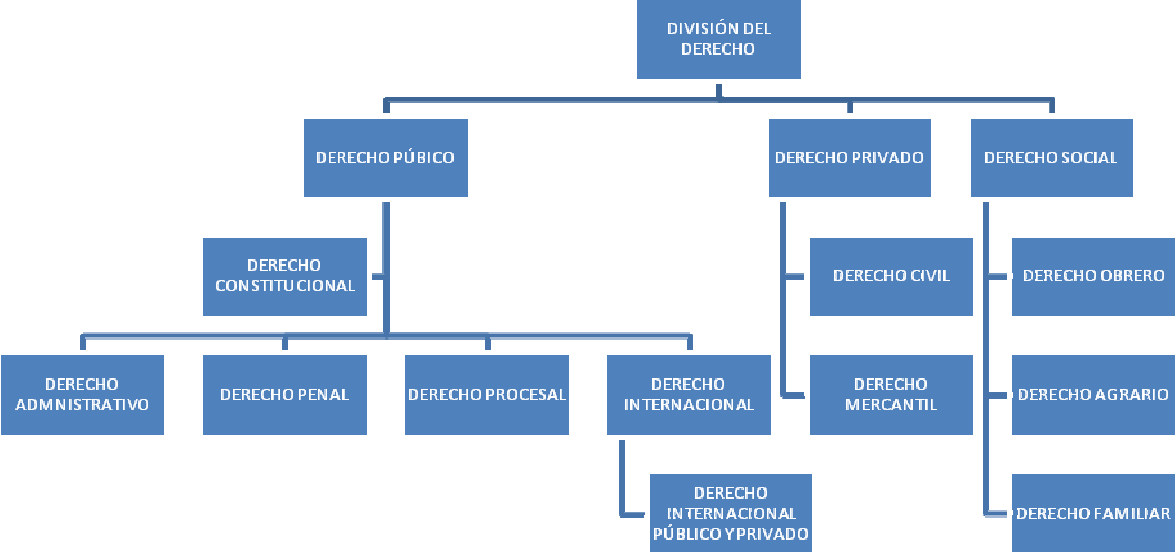 DIVISIÓN DEL
DERECHO
DERECHO PÚBICO
DERECHO PRIVADO
DERECHO SOCIAL
DERECHO
CONSTITUCIONAL
DERECHO CIVIL
DERECHO OBRERO
DERECHO
ADMNISTRATIVO
DERECHO PENAL
DERECHO PROCESAL
DERECHO
INTERNACIONAL
DERECHO
MERCANTIL
DERECHO AGRARIO
DERECHO
INTERNACIONAL
PÚBLICO Y PRIVADO
DERECHO FAMILIAR